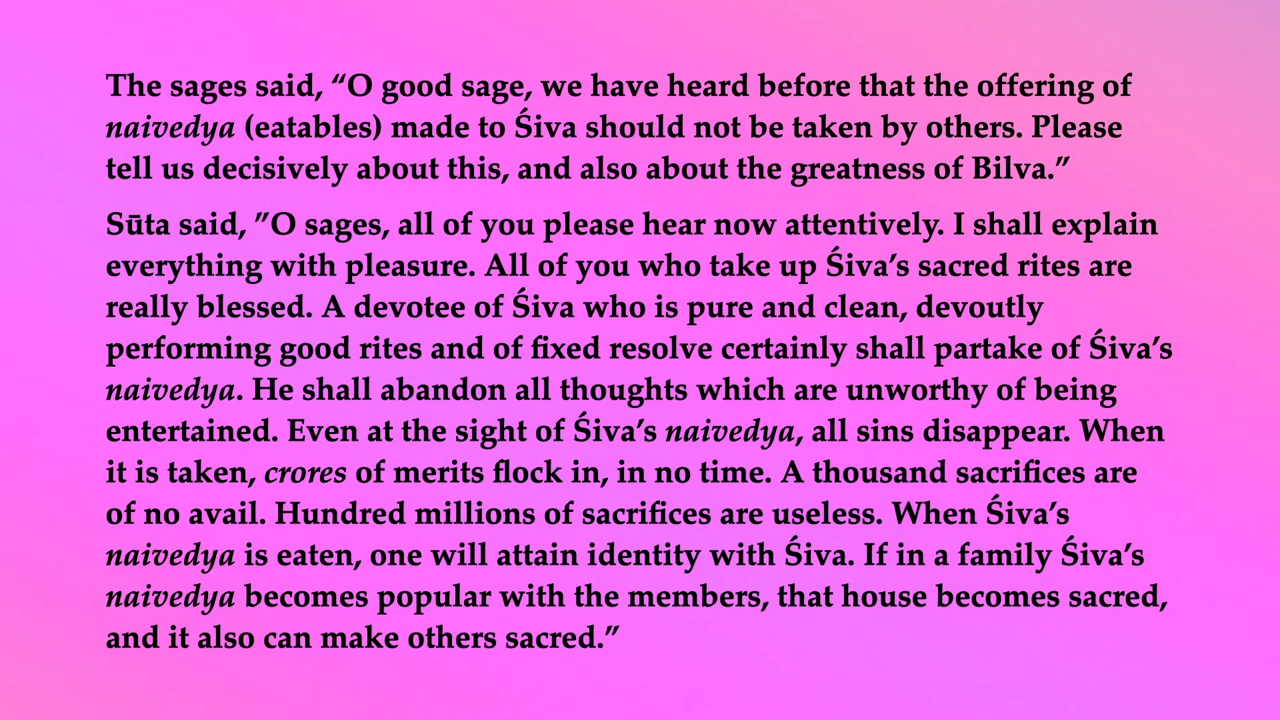 The sages said, “O good sage, we have heard before that the offering of
naivedya (eatables) made to Śiva should not be taken by others. Please
tell us decisively about this, and also about the greatness of Bilva.”
Sūta said, ”O sages, all of you please hear now attentively. I shall explain
everything with pleasure. All of you who take up Śiva’s sacred rites are
really blessed. A devotee of Śiva who is pure and clean, devoutly
performing good rites and of fixed resolve certainly shall partake of Śiva’s
naivedya. He shall abandon all thoughts which are unworthy of being
entertained. Even at the sight of Śiva’s naivedya, all sins disappear. When
it is taken, crores of merits flock in, in no time. A thousand sacrifices are
of no avail. Hundred millions of sacrifices are useless. When Śiva’s
naivedya is eaten, one will attain identity with Śiva. If in a family Śiva’s
naivedya becomes popular with the members, that house becomes sacred,
and it also can make others sacred.”